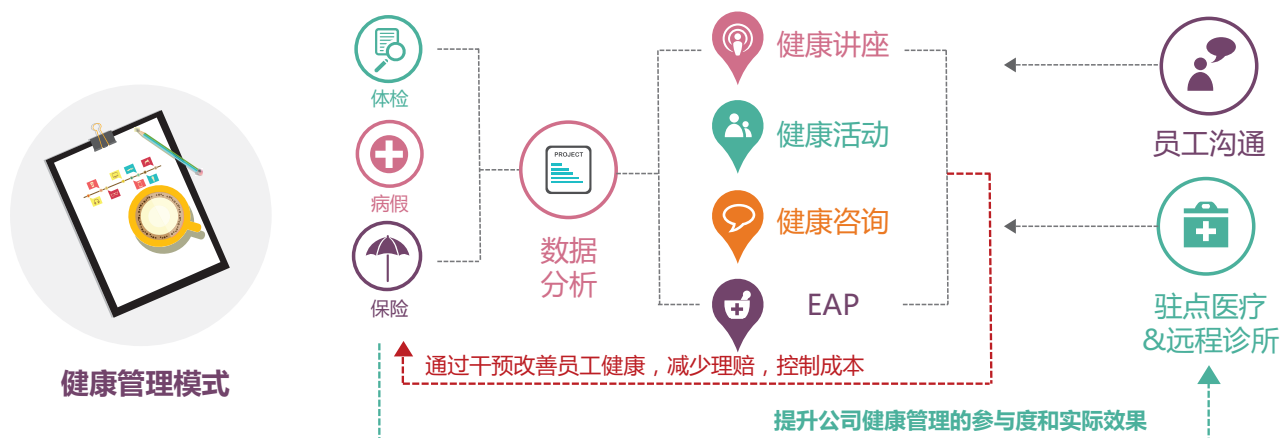 健康管理模式
体检
病假
保险
PROJECT
数据
分析
健康讲座
健康活动
健康咨询
EAP
员工沟通
驻点医疗
&远程诊所
通过干预改善员工健康，减少理赔，控制成本
提升公司健康管理的参与度和实际效果